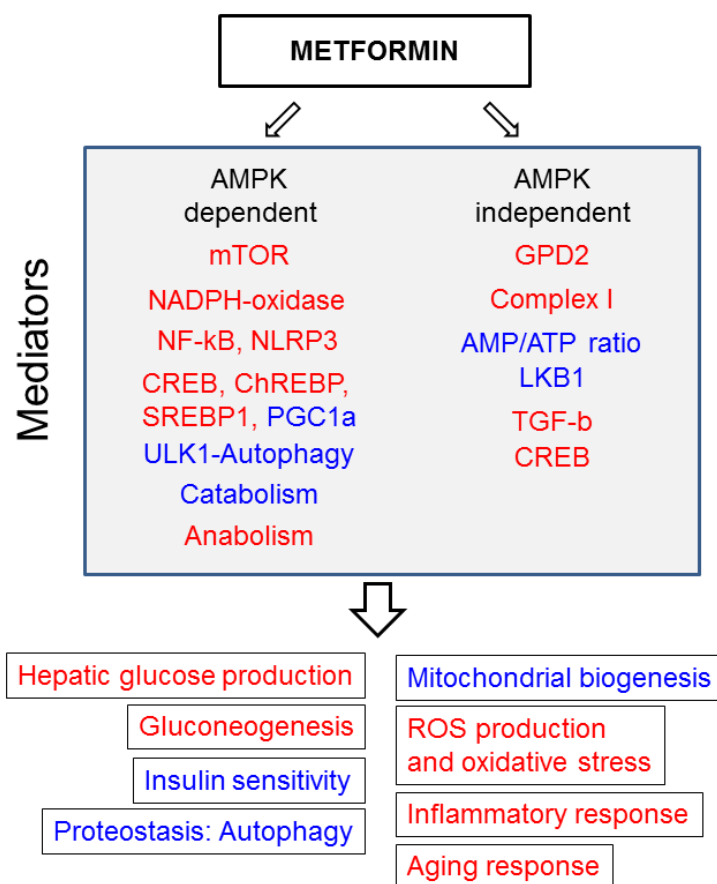 METFORMIN
Mediators
AMPK
dependent
mTOR
NADPH-oxidase
NF-kB, NLRP3
CREB, ChREBP,
SREBP1, PGC1a
ULK1-Autophagy
Catabolism
Anabolism
AMPK
independent
GPD2
Complex I
AMP/ATP ratio
LKB1
TGF-b
CREB
Hepatic glucose production
Gluconeogenesis
Insulin sensitivity
Proteostasis: Autophagy
Mitochondrial biogenesis
ROS production
and oxidative stress
Inflammatory response
Aging response